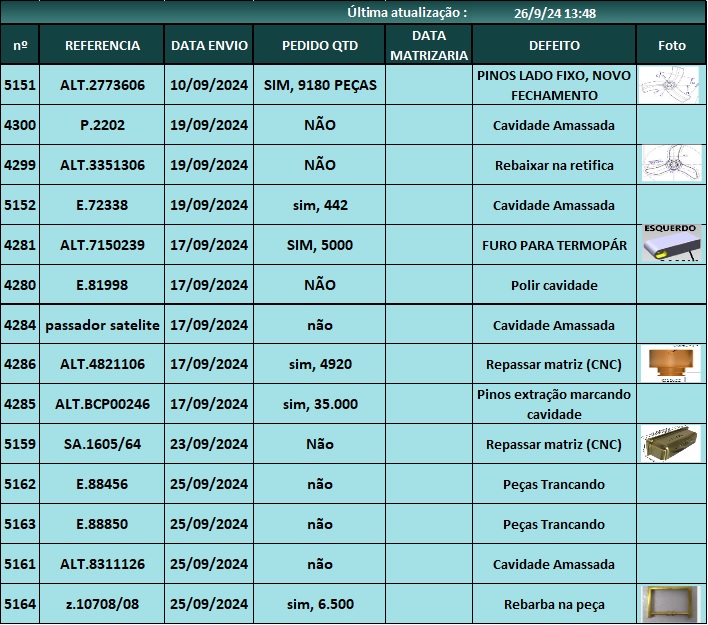 Última atualização : 26/9/24 13:48
nº REFERENCIA DATA ENVIO PEDIDO QTD DATA MATRIZARIA DEFEITO Foto
5151 ALT.2773606 10/09/2024 SIM, 9180 PEÇAS PINOS LADO FIXO, NOVO FECHAMENTO
4300 P.2202 19/09/2024 NÃO Cavidade Amassada
4299 ALT.3351306 19/09/2024 NÃO Rebaixar na retifica
5152 E.72338 19/09/2024 sim, 442 Cavidade Amassada
4281 ALT.7150239 17/09/2024 SIM, 5000 FURO PARA TERMOPÁR ESQUERDO
4280 E.81998 17/09/2024 NÃO Polir cavidade
4284 passador satelite 17/09/2024 não Cavidade Amassada
4286 ALT.4821106 17/09/2024 sim, 4920 Repassar matriz (CNC)
4285 ALT.BCP00246 17/09/2024 sim, 35.000 Pinos extração marcando cavidade
5159 SA.1605/64 23/09/2024 Não Repassar matriz (CNC)
5162 E.88456 25/09/2024 não Peças Trancando
5163 E.88850 25/09/2024 não Peças Trancando
5161 ALT.8311126 25/09/2024 não Cavidade Amassada
5164 z.10708/08 25/09/2024 sim, 6.500 Rebarba na peça